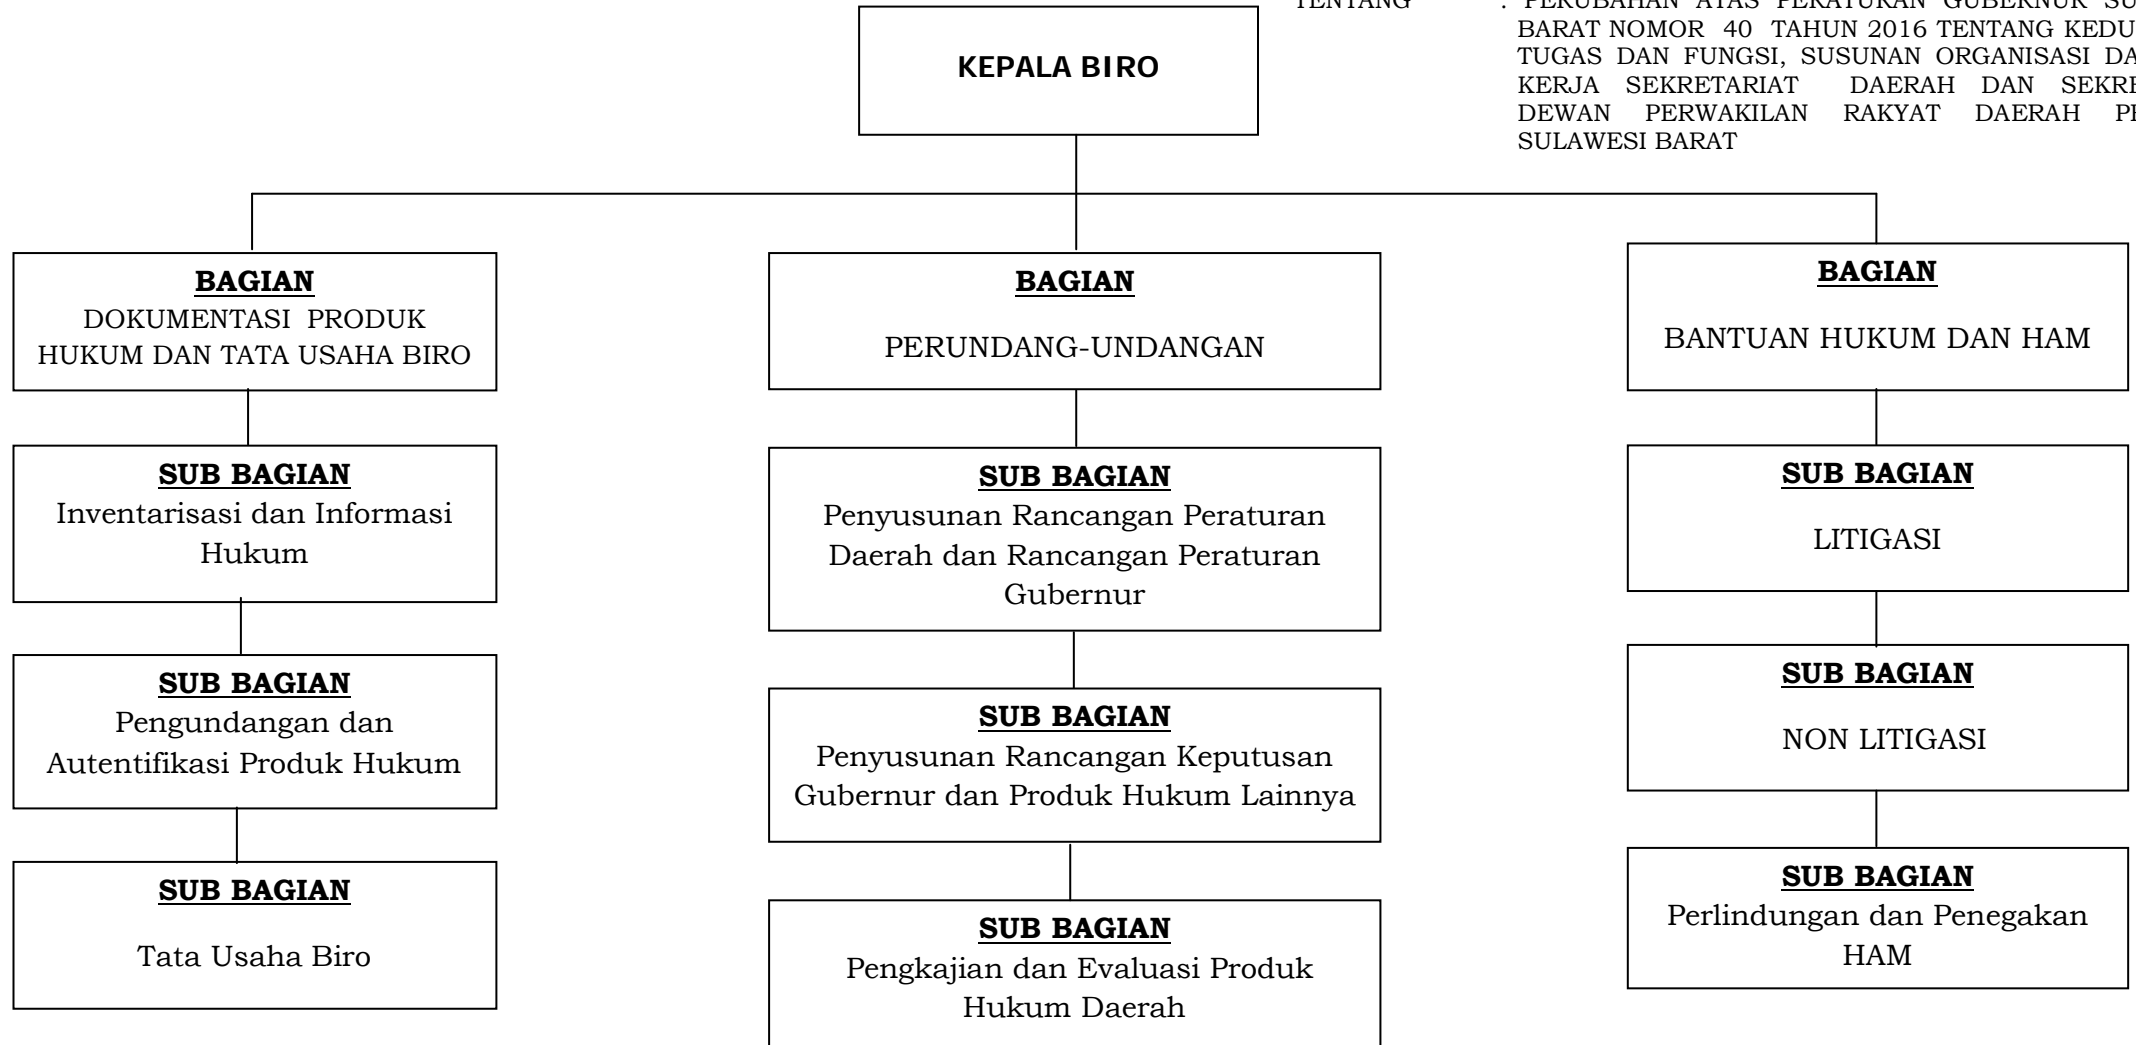 TENTANG : PERUBAHAN ATAS PERATURAN GUBERNUR
BARAT NOMOR 40 TAHUN 2016 TENTANG
TUGAS DAN FUNGSI, SUSUNAN ORGANISASI
KERJA SEKRETARIAT DAERAH DAN
DEWAN PERWAKILAN RAKYAT DAERAH
SULAWESI BARAT
KEPALA BIRO
BAGIAN
DOKUMENTASI PRODUK
HUKUM DAN TATA USAHA BIRO
SUB BAGIAN
Inventarisasi dan Informasi
Hukum
SUB BAGIAN
Pengundangan dan
Autentifikasi Produk Hukum
SUB BAGIAN
Tata Usaha Biro
BAGIAN
PERUNDANG-UNDANGAN
SUB BAGIAN
Penyusunan Rancangan Peraturan
Daerah dan Rancangan Peraturan
Gubernur
SUB BAGIAN
Penyusunan Rancangan Keputusan
Gubernur dan Produk Hukum Lainnya
SUB BAGIAN
Pengkajian dan Evaluasi Produk
Hukum Daerah
BAGIAN
BANTUAN HUKUM DAN HAM
SUB BAGIAN
LITIGASI
SUB BAGIAN
NON LITIGASI
SUB BAGIAN
Perlindungan dan Penegakan
HAM